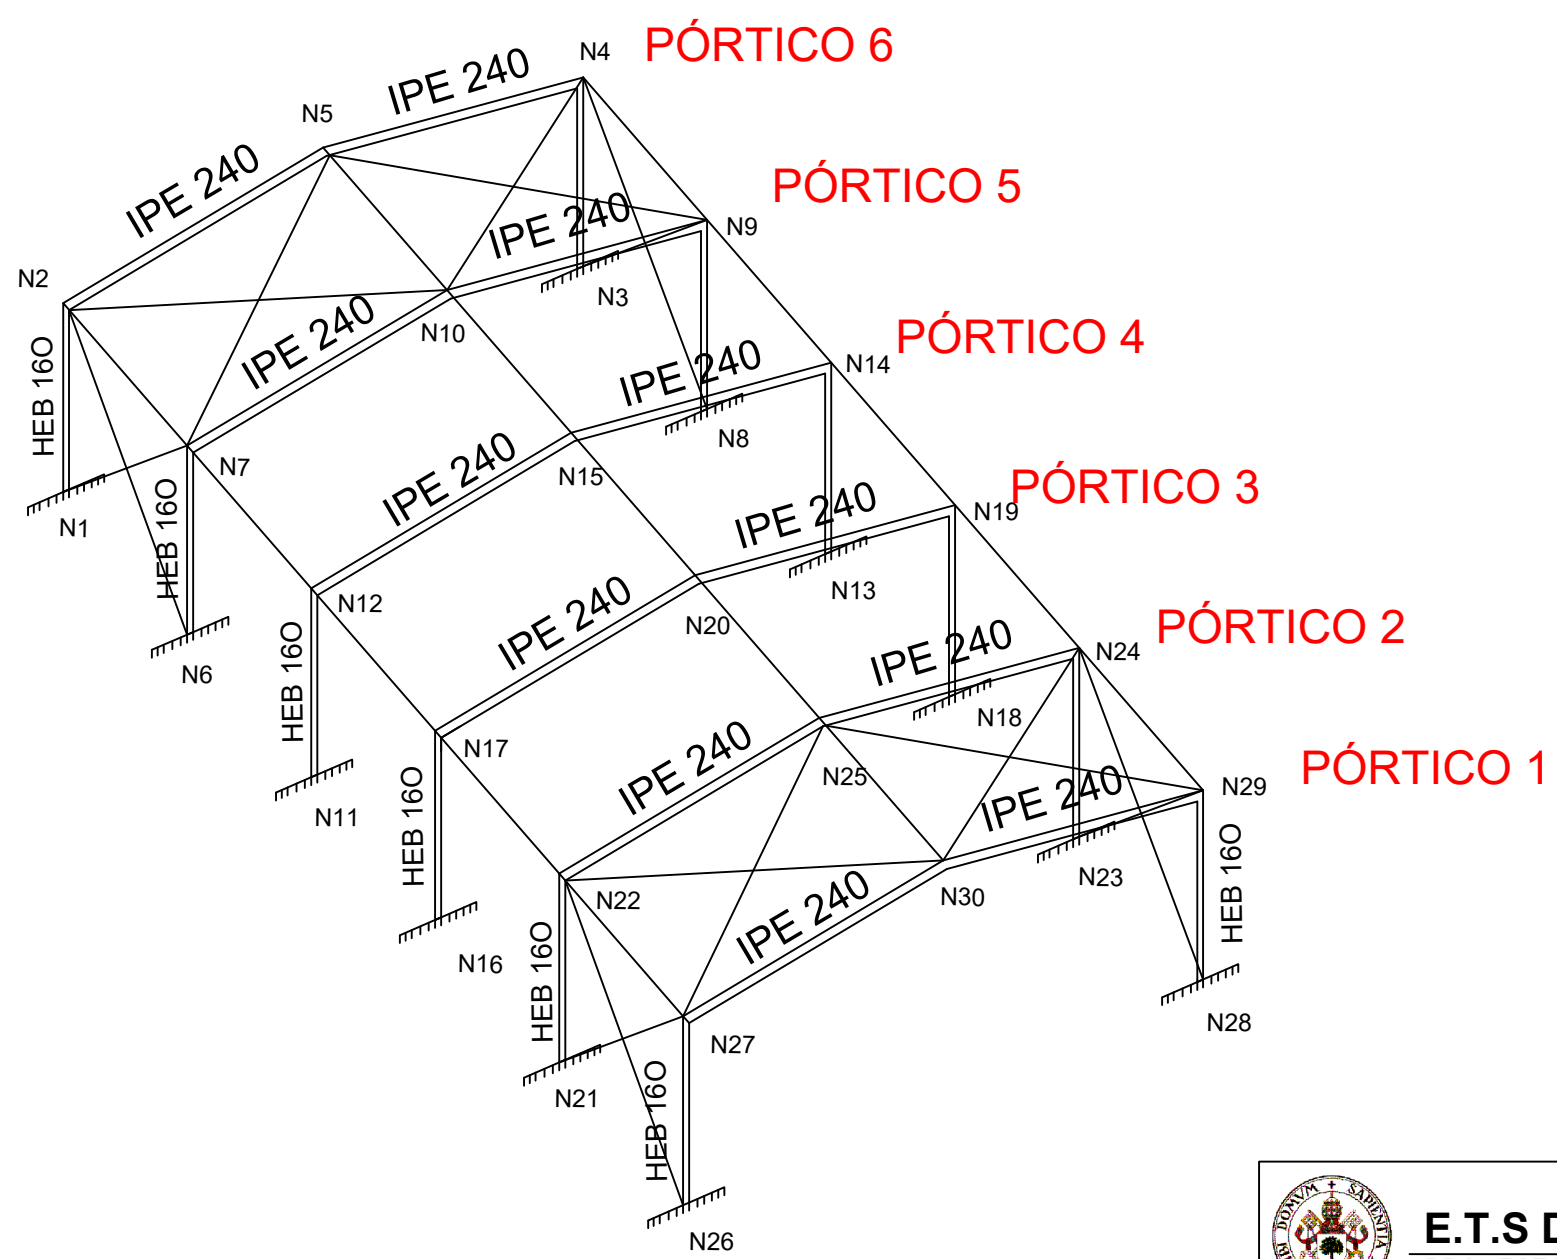 N4 PÓRTICO 6
IPE 240
N5
IPE 240
PÓRTICO 5
IPE 240
N9
N2
N3
IPE 240
N10
PÓRTICO 4
HEB 16O
IPE 240
N14
N7
N8
IPE 240
N15
PÓRTICO 3
N1
HEB 16O
IPE 240
N19
N12
N13
IPE 240
N20
PÓRTICO 2
N6
HEB 16O
IPE 240
N24
N17
N18
IPE 240
N25
PÓRTICO 1
N11
HEB 16O
IPE 240
N29
N22
N23
IPE 240
N30
HEB 16O
N16
HEB 16O
N28
N27
N21
HEB 16O
N26
DOMVM + SAPIENTIA
E.T.S D